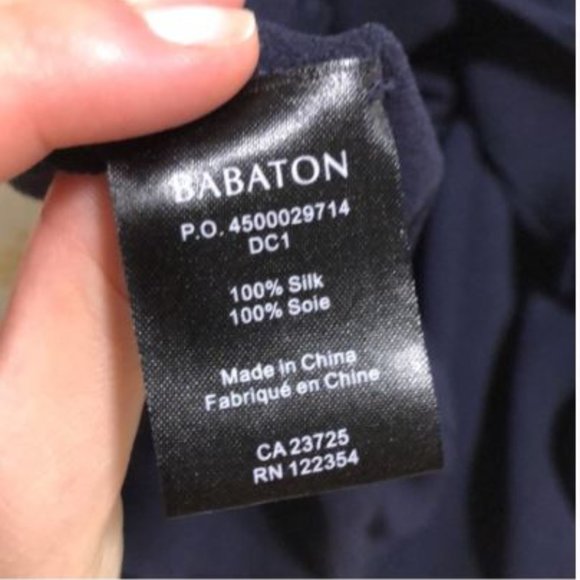 BABATON
P.O. 4500029714
DC1
100% Silk
100% Soie
Made in China
Fabriqué en Chine
CA 23725
RN 122354